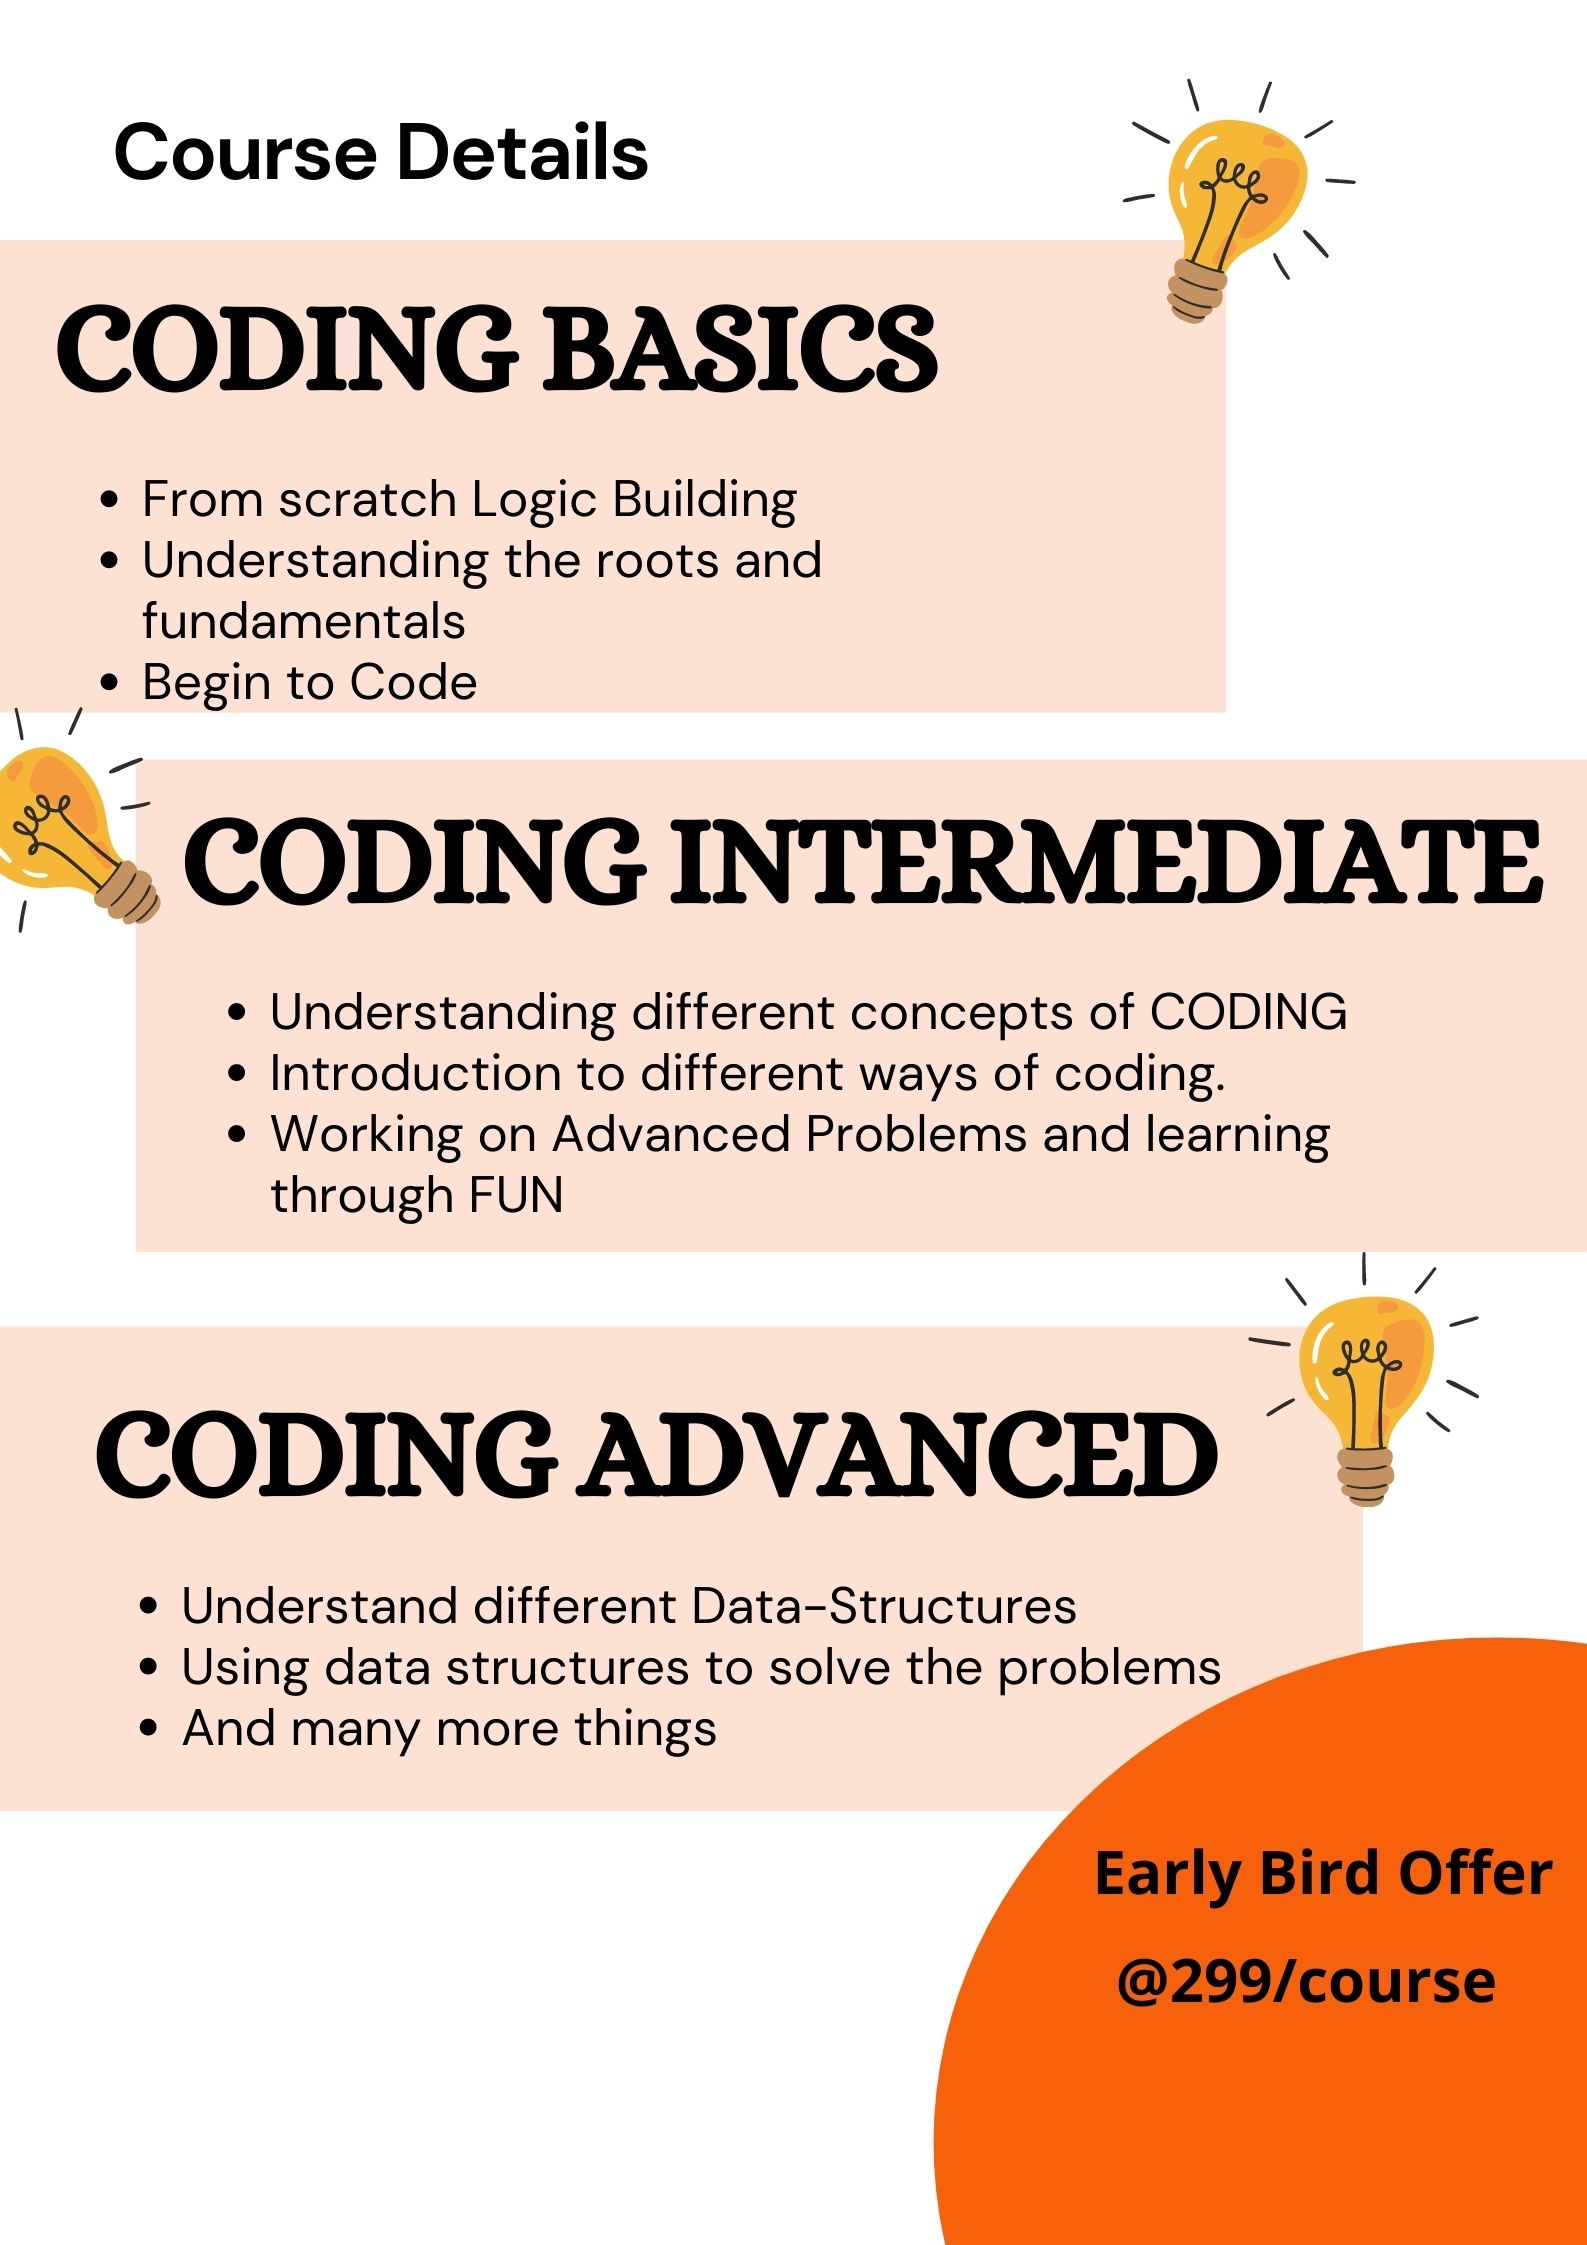 Course Details
CODING BASICS
• From scratch Logic Building
• Understanding the roots and
fundamentals
• Begin to Code
CODING INTERMEDIATE
• Understanding different concepts of CODING
• Introduction to different ways of coding.
• Working on Advanced Problems and learning
through FUN
CODING ADVANCED
• Understand different Data-Structures
• Using data structures to solve the problems
• And many more things
Early Bird Offer
@299/course